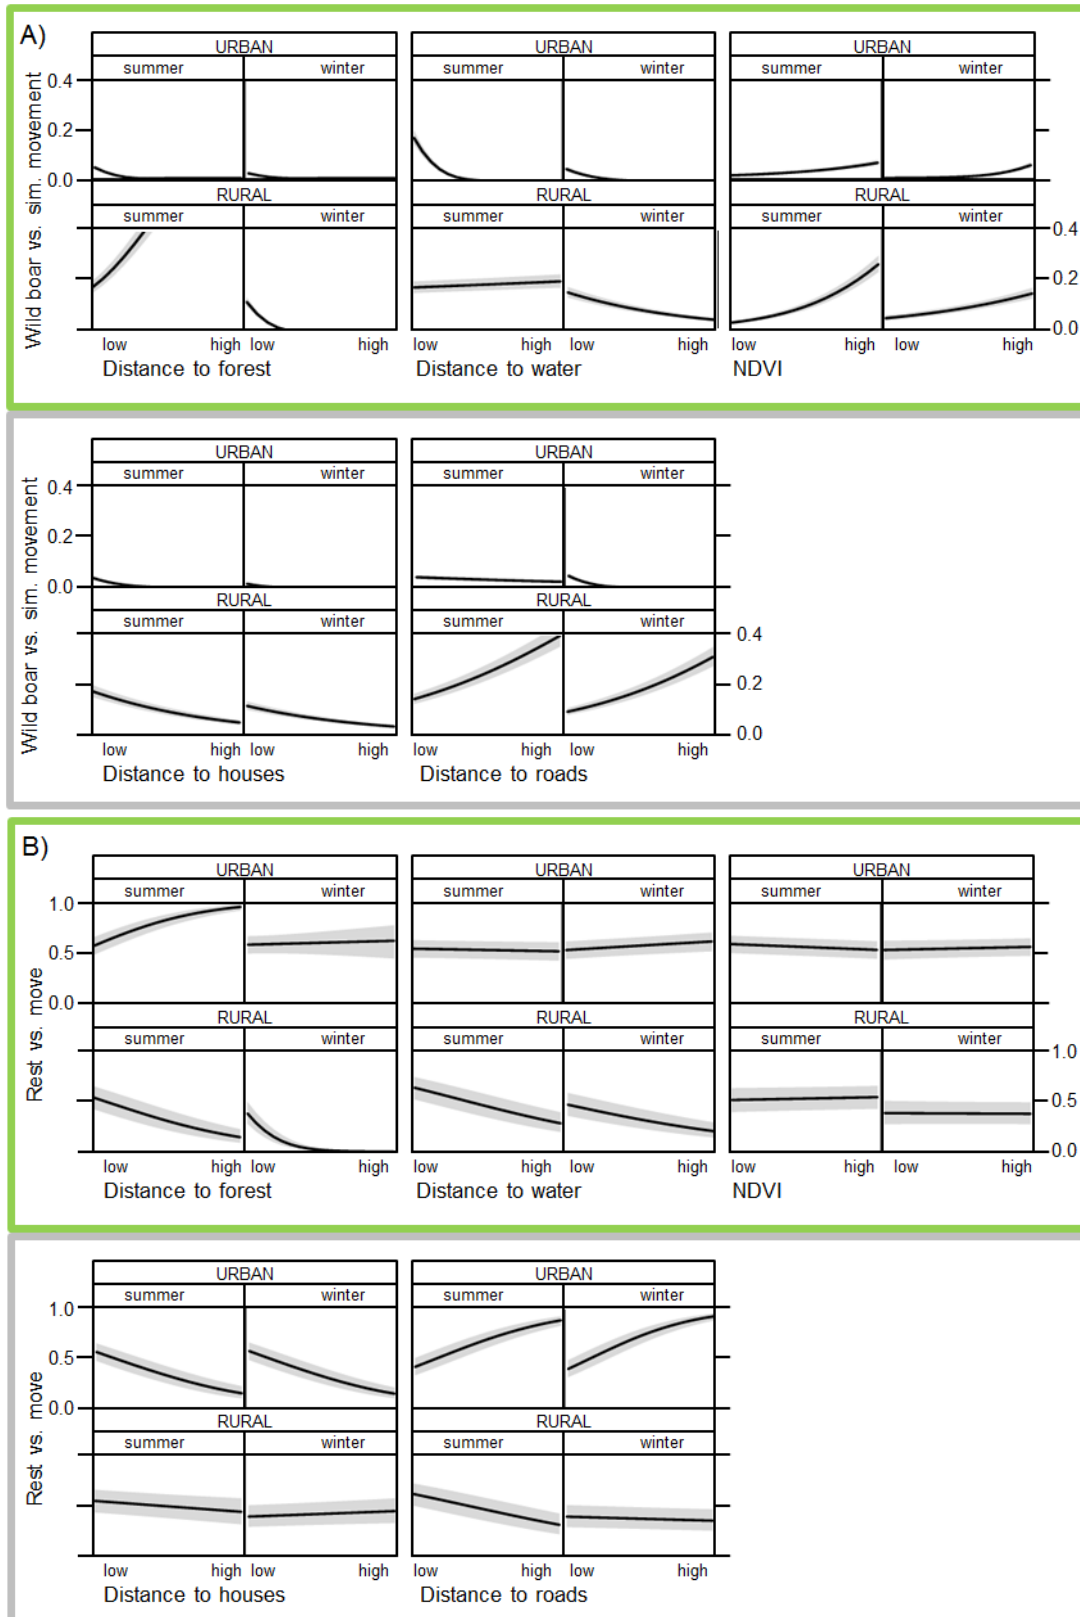 A)
URBAN URBAN URBAN
summer winter summer winter summer winter
Wild boar vs. sim. movement
0.4
0.2
0.0
RURAL RURAL RURAL
summer winter summer winter summer winter
0.4
0.2
0.0
low high low high low high low high low high low high
Distance to forest Distance to water NDVI
URBAN URBAN
summer winter summer winter
Wild boar vs. sim. movement
0.4
0.2
0.0
RURAL RURAL
summer winter summer winter
0.4
0.2
0.0
low high low high low high low high
Distance to houses Distance to roads
B)
URBAN URBAN URBAN
summer winter summer winter summer winter
Rest vs. move
1.0
0.5
0.0
RURAL RURAL RURAL
summer winter summer winter summer winter
1.0
0.5
0.0
low high low high low high low high low high low high
Distance to forest Distance to water NDVI
URBAN URBAN
summer winter summer winter
Rest vs. move
1.0
0.5
0.0
RURAL RURAL
summer winter summer winter
low high low high low high low high
Distance to houses Distance to roads